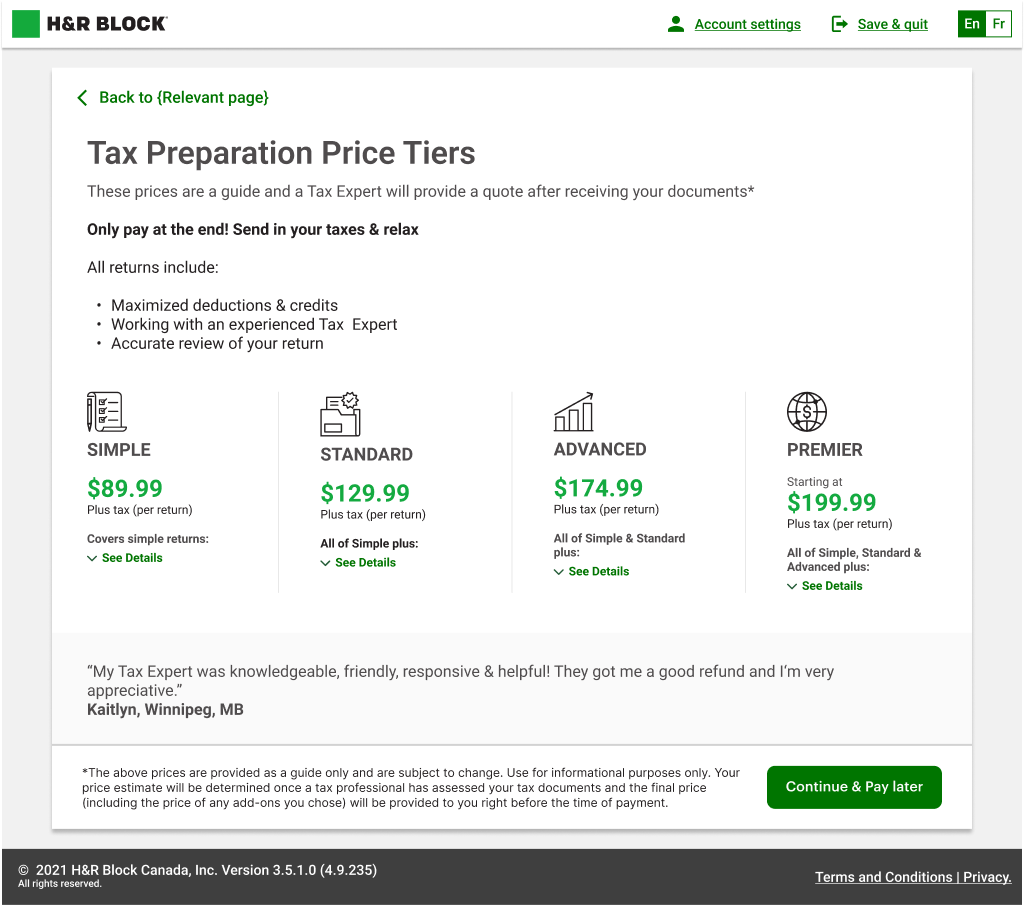 H&R BLOCK
Account settings
Save & quit
En
Fr
Back to {Relevant page}
Tax Preparation Price Tiers
These prices are a guide and a Tax Expert will provide a quote after receiving your documents*
Only pay at the end! Send in your taxes & relax
All returns include:
• Maximized deductions & credits
• Working with an experienced Tax  Expert
• Accurate review of your return
SIMPLE
$89.99
Plus tax (per return)
Covers simple returns:
See Details
STANDARD
$129.99
Plus tax (per return)
All of Simple plus:
See Details
ADVANCED
$174.99
Plus tax (per return)
All of Simple & Standard
plus:
See Details
PREMIER
Starting at
$199.99
Plus tax (per return)
All of Simple, Standard &
Advanced plus:
See Details
“My Tax Expert was knowledgeable, friendly, responsive & helpful! They got me a good refund and I‘m very
appreciative.”
Kaitlyn, Winnipeg, MB
*The above prices are provided as a guide only and are subject to change. Use for informational purposes only. Your
price estimate will be determined once a tax professional has assessed your tax documents and the final price
(including the price of any add-ons you chose) will be provided to you right before the time of payment.
Continue & Pay later
© 2021 H&R Block Canada, Inc. Version 3.5.1.0 (4.9.235)
All rights reserved.
Terms and Conditions | Privacy.